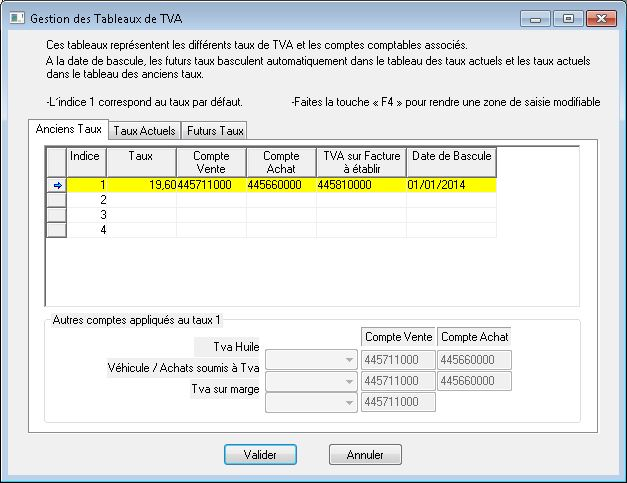 Gestion des Tableaux de TVA
Ces tableaux représentent les différents taux de TVA et les comptes comptables associés.
A la date de bascule, les futurs taux basculent automatiquement dans le tableau des taux actuels et les taux actuels
dans le tableau des anciens taux.
-L'indice 1 correspond au taux par défaut. -Faites la touche « F4 » pour rendre une zone de saisie modifiable
Anciens Taux Taux Actuels Futurs Taux
Indice Taux Compte Vente Compte Achat TVA sur Facture à établir Date de Bascule
1 19,60 445711000 445660000 445810000 01/01/2014
2
3
4
Autres comptes appliqués au taux 1
Compte Vente Compte Achat
Tva Huile 445711000 445660000
Véhicule / Achats soumis à Tva 445711000 445660000
Tva sur marge 445711000
Valider Annuler